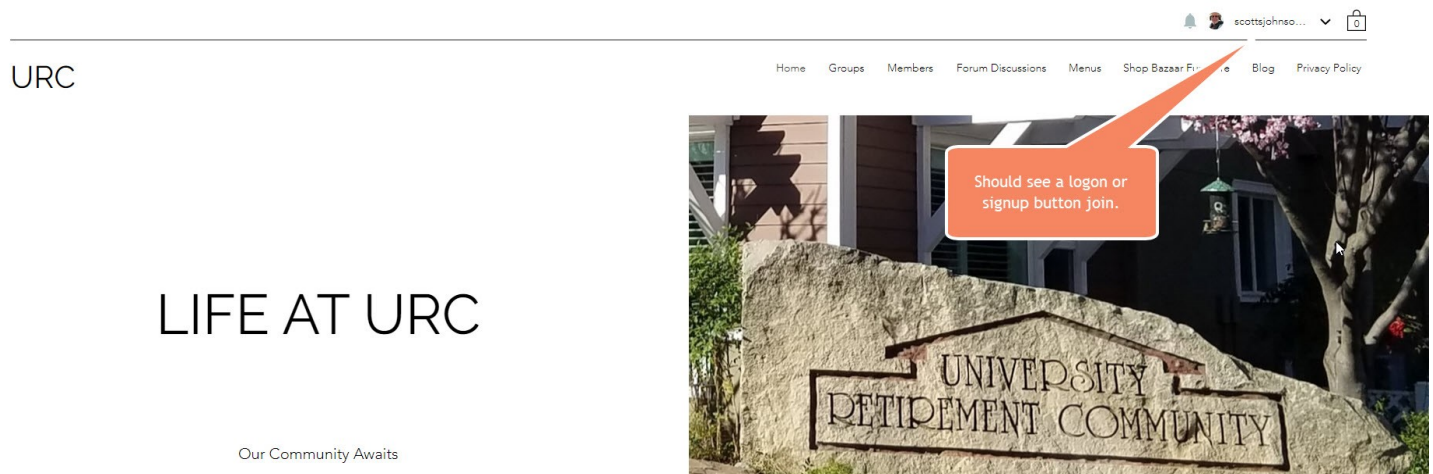 scottsjohnso...
0
URC
Home Groups Members Forum Discussions Menus Shop Bazaar Fu e Blog Privacy Policy
Should see a logon or
signup button join.
LIFE AT URC
UNIVERSITY
RETIREMENT COMMUNITY
Our Community Awaits